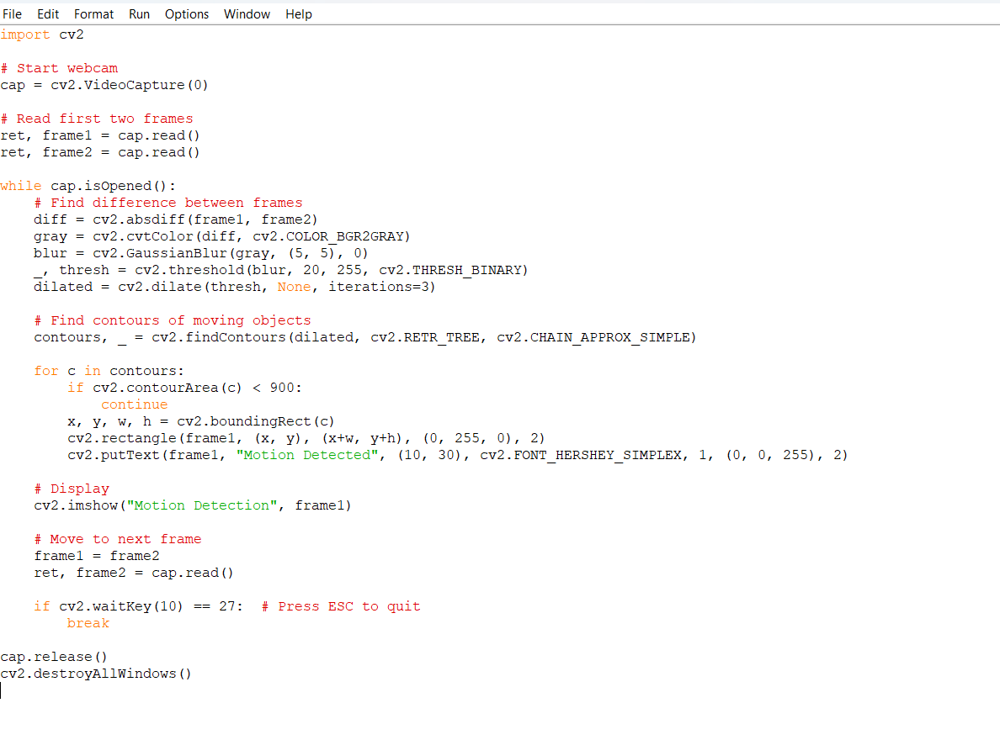 File Edit Format Run Options Window Help
import cv2
# Start webcam
cap = cv2.VideoCapture(0)
# Read first two frames
ret, frame1 = cap.read()
ret, frame2 = cap.read()
while cap.isOpened():
    # Find difference between frames
    diff = cv2.absdiff(frame1, frame2)
    gray = cv2.cvtColor(diff, cv2.COLOR_BGR2GRAY)
    blur = cv2.GaussianBlur(gray, (5, 5), 0)
    _, thresh = cv2.threshold(blur, 20, 255, cv2.THRESH_BINARY)
    dilated = cv2.dilate(thresh, None, iterations=3)
    # Find contours of moving objects
    contours, _ = cv2.findContours(dilated, cv2.RETR_TREE, cv2.CHAIN_APPROX_SIMPLE)
    for c in contours:
        if cv2.contourArea(c) < 900:
            continue
        x, y, w, h = cv2.boundingRect(c)
        cv2.rectangle(frame1, (x, y), (x+w, y+h), (0, 255, 0), 2)
        cv2.putText(frame1, "Motion Detected", (10, 30), cv2.FONT_HERSHEY_SIMPLEX, 1, (0, 0, 255), 2)
    # Display
    cv2.imshow("Motion Detection", frame1)
    # Move to next frame
    frame1 = frame2
    ret, frame2 = cap.read()
    if cv2.waitKey(10) == 27:  # Press ESC to quit
        break
cap.release()
cv2.destroyAllWindows()